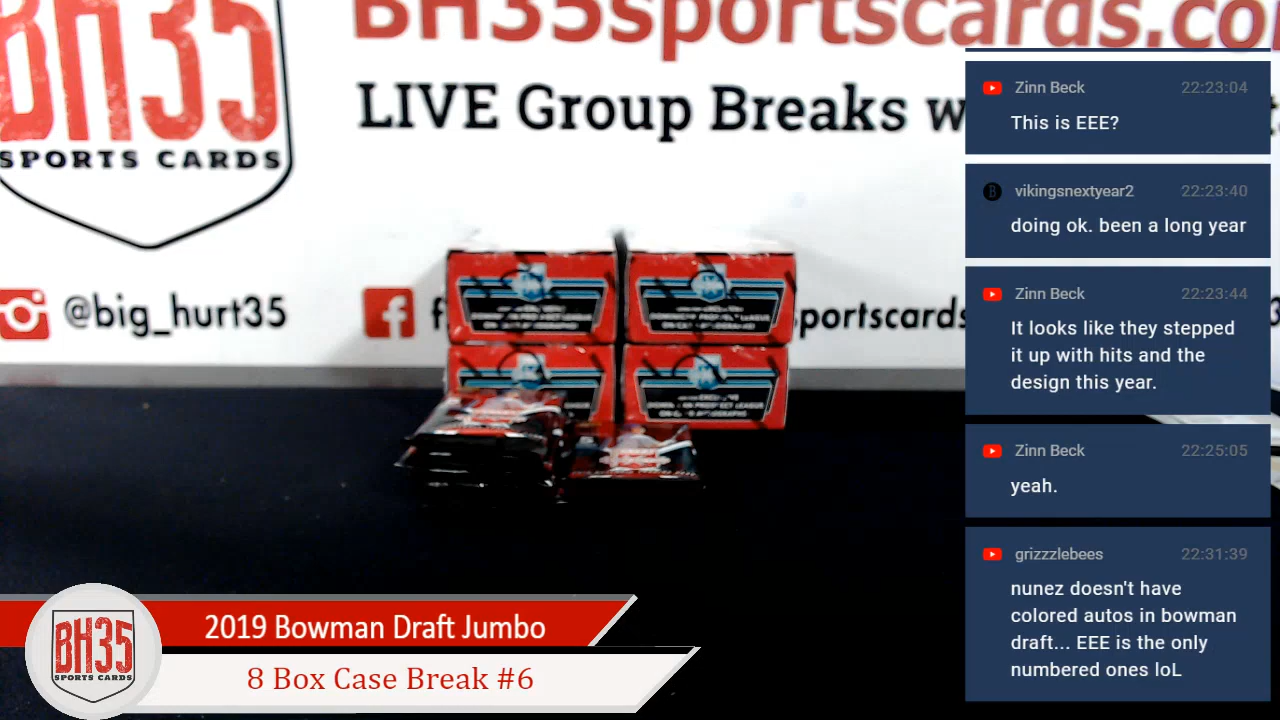 BH35sportscards.co
BH35
SPORTS CARDS
LIVE Group Breaks w
@big_hurt35
f
sportscards
Zinn Beck 22:23:04
This is EEE?
vikingsnextyear2 22:23:40
doing ok. been a long year
Zinn Beck 22:23:44
It looks like they stepped
it up with hits and the
design this year.
Zinn Beck 22:25:05
yeah.
grizzzlebees 22:31:39
nunez doesn't have
colored autos in bowman
draft... EEE is the only
numbered ones loL
BH35
SPORTS CARDS
2019 Bowman Draft Jumbo
8 Box Case Break #6